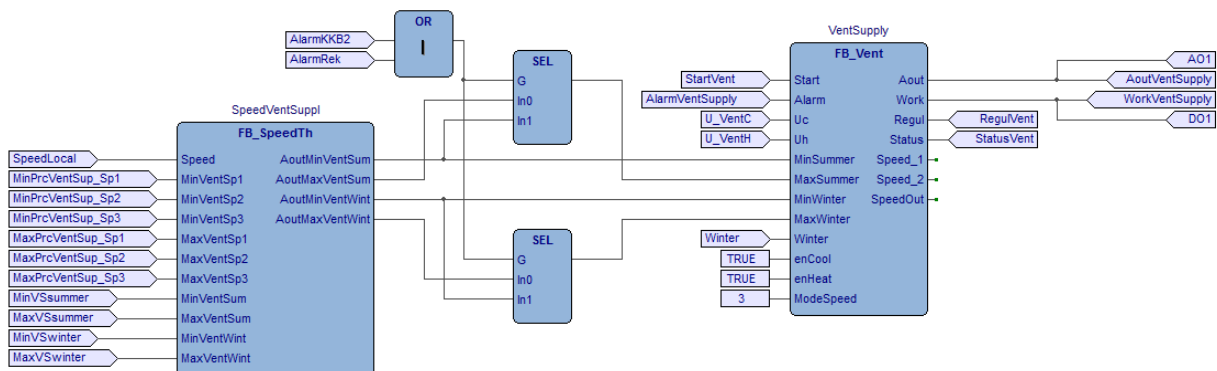 OR
AlarmKKB2
AlarmRek
I
SEL
G
In0
In1
SpeedVentSuppl
FB_SpeedTh
SpeedLocal
MinPrcVentSup_Sp1
MinPrcVentSup_Sp2
MinPrcVentSup_Sp3
MaxPrcVentSup_Sp1
MaxPrcVentSup_Sp2
MaxPrcVentSup_Sp3
MinVSsummer
MaxVSsummer
MinVSwinter
MaxVSwinter
Speed
MinVentSp1
MinVentSp2
MinVentSp3
MaxVentSp1
MaxVentSp2
MaxVentSp3
MinVentSum
MaxVentSum
MinVentWint
MaxVentWint
AoutMinVentSum
AoutMaxVentSum
AoutMinVentWint
AoutMaxVentWint
SEL
G
In0
In1
VentSupply
FB_Vent
StartVent
AlarmVentSupply
U_VentC
U_VentH
Winter
TRUE
TRUE
3
Start
Alarm
Uc
Uh
MinSummer
MaxSummer
MinWinter
MaxWinter
Winter
enCool
enHeat
ModeSpeed
Aout
Work
Regul
Status
Speed_1
Speed_2
SpeedOut
AO1
AoutVentSupply
WorkVentSupply
DO1
RegulVent
StatusVent